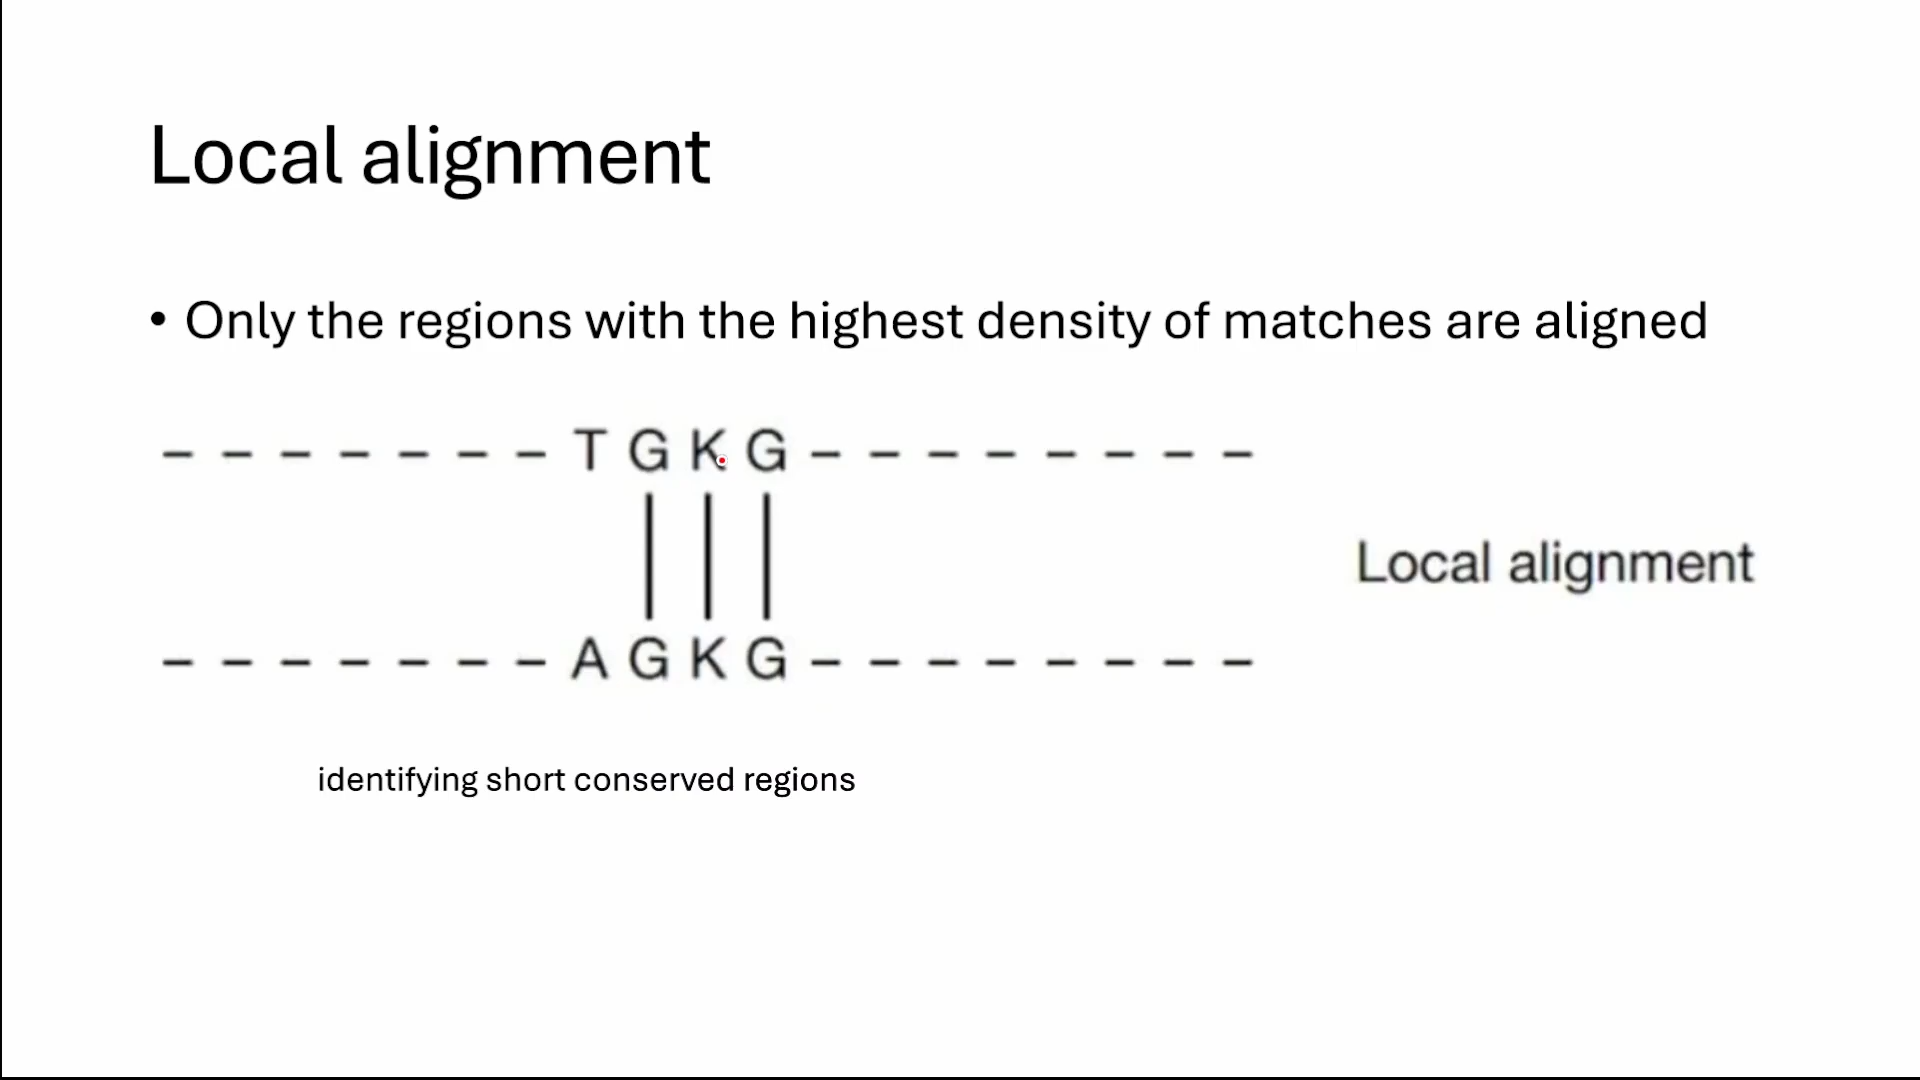 Local alignment
• Only the regions with the highest density of matches are aligned
– – – – – – – T G K G – – – – – – – –
Local alignment
– – – – – – – A G K G – – – – – – – –
identifying short conserved regions